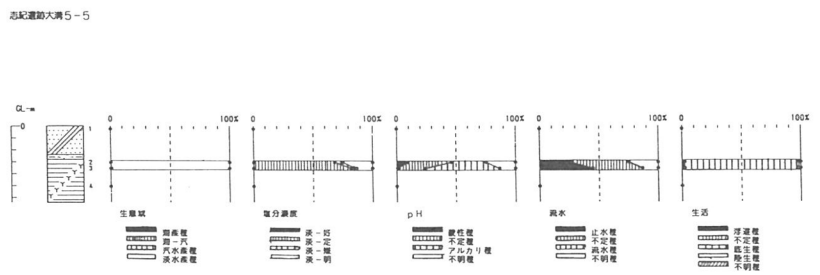 志紀遺跡大溝5-5
GL-m
0
1
2
3
4
0 100%
0 100%
0 100%
0 100%
0 100%
生息域
海産種
海-汽
汽水産種
淡水産種
塩分濃度
淡-好
淡-定
淡-嫌
淡-明
pH
酸性種
不定種
アルカリ種
不明種
流水
止水種
不定種
流水種
不明種
生活
浮遊種
不定種
底生種
陸生種
不明種